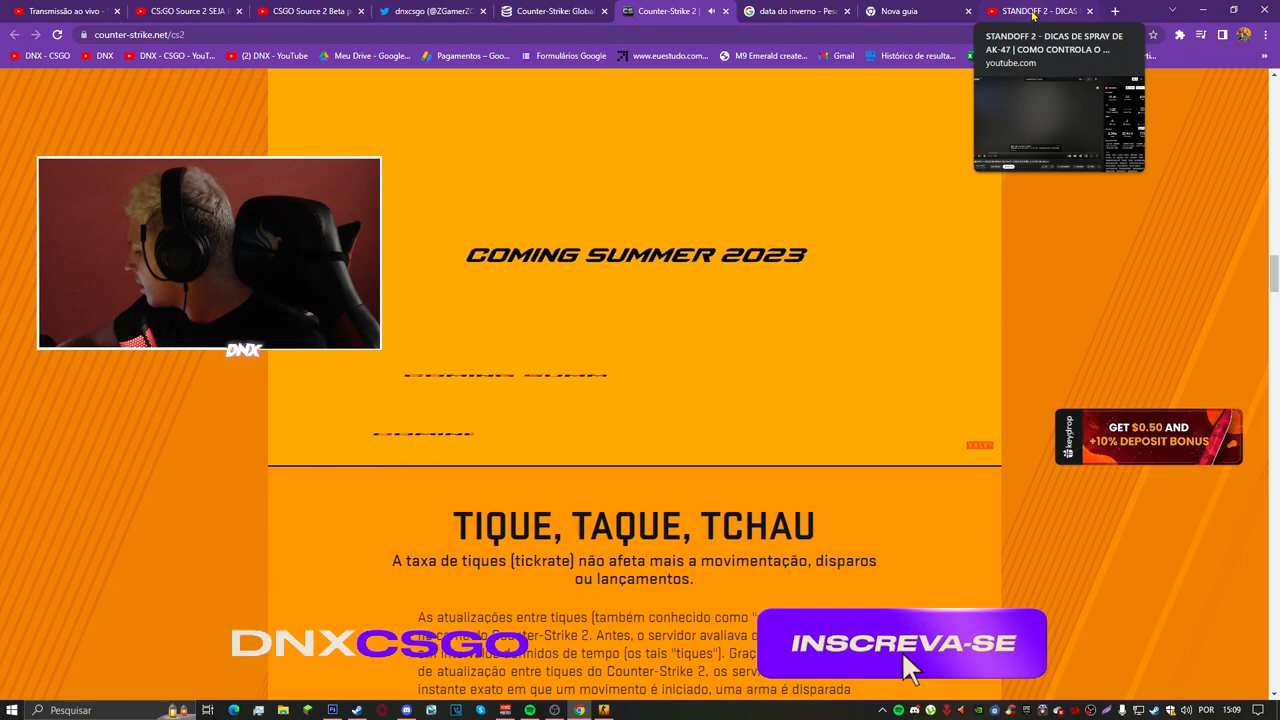 Transmissão ao vivo - Y
CS:GO Source 2 SEJA
CSGO Source 2
dnxcsgo (@ZGamerZC
Counter-Strike: Global
Counter-Strike 2 |
data do inverno - Pes
Nova guia
STANDOFF 2 - DICAS
counter-strike.net/cs2
DNX - CSGO
DNX - CSGO - YouT...
(2) DNX - YouTube
Meu Drive - Google...
Pagamentos – Goo...
Google
www.euestudo.com...
M9 Emerald create...
Gmail
Histórico de resulta...
STANDOFF 2 - DICAS DE SPRAY DE
AK-47 | COMO CONTROLA O ...
youtube.com
COMING SUMMER 2023
DNX
COMING SUMM
COMING
VALVE
keydrop
GET $0.50 AND
+10% DEPOSIT BONUS
TIQUE, TAQUE, TCHAU
A taxa de tiques (tickrate) não afeta mais a movimentação, disparos
ou lançamentos.
As atualizações entre tiques (também conhecido como "
Counter-Strike 2. Antes, o servidor avaliava
definidos de tempo (os tais "tiques"). Graç
de atualização entre tiques do Counter-Strike 2, os serv
instante exato em que um movimento é iniciado, uma arma é disparada
DNXCSGO
INSCREVA-SE
Pesquisar
POR
15:09